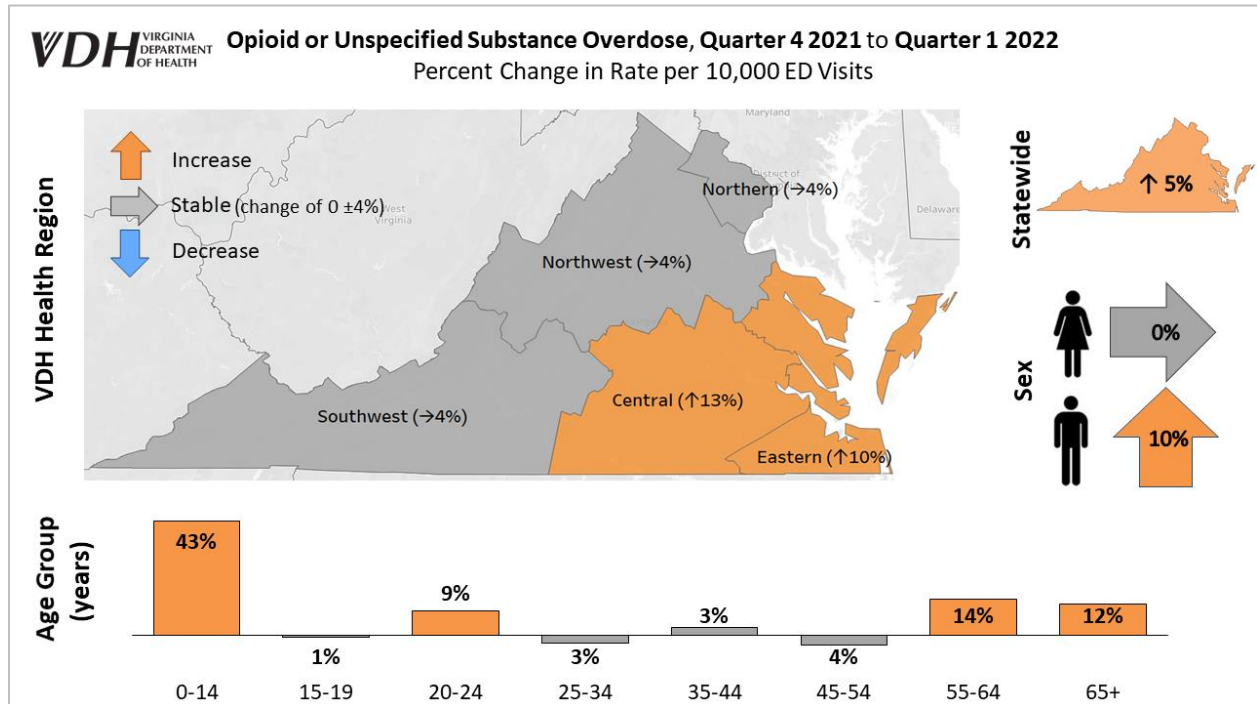 VDH VIRGINIA
DEPARTMENT
OF HEALTH
Opioid or Unspecified Substance Overdose, Quarter 4 2021 to Quarter 1 2022
Percent Change in Rate per 10,000 ED Visits
VDH Health Region
Increase
Stable (change of 0 ±4%)
Decrease
Maryland
West
Virginia
District of
Delaware
Northern (→4%)
Northwest (→4%)
Southwest (→4%)
Central (↑13%)
Eastern (↑10%)
Statewide
↑ 5%
Sex
0%
10%
Age Group
(years)
43%
1%
9%
3%
3%
4%
14%
12%
0-14
15-19
20-24
25-34
35-44
45-54
55-64
65+